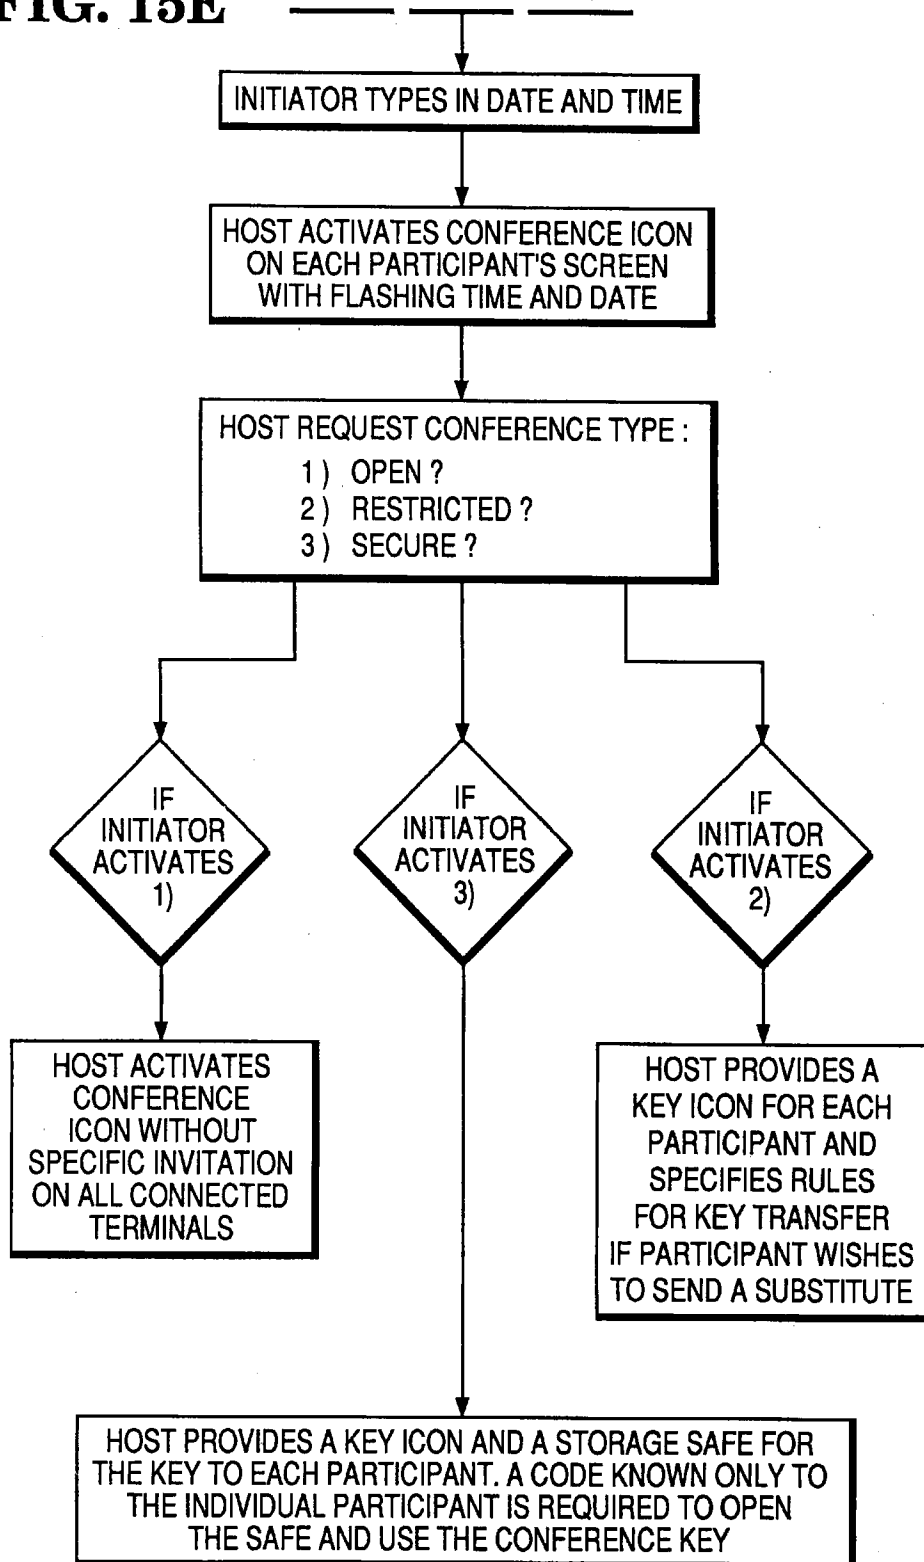 FIG. 15E
INITIATOR TYPES IN DATE AND TIME
HOST ACTIVATES CONFERENCE ICON
ON EACH PARTICIPANT'S SCREEN
WITH FLASHING TIME AND DATE
HOST REQUEST CONFERENCE TYPE :
1) OPEN ?
2) RESTRICTED ?
3) SECURE ?
IF
INITIATOR
ACTIVATES
1)
IF
INITIATOR
ACTIVATES
3)
IF
INITIATOR
ACTIVATES
2)
HOST ACTIVATES
CONFERENCE
ICON WITHOUT
SPECIFIC INVITATION
ON ALL CONNECTED
TERMINALS
HOST PROVIDES A
KEY ICON FOR EACH
PARTICIPANT AND
SPECIFIES RULES
FOR KEY TRANSFER
IF PARTICIPANT WISHES
TO SEND A SUBSTITUTE
HOST PROVIDES A KEY ICON AND A STORAGE SAFE FOR
THE KEY TO EACH PARTICIPANT. A CODE KNOWN ONLY TO
THE INDIVIDUAL PARTICIPANT IS REQUIRED TO OPEN
THE SAFE AND USE THE CONFERENCE KEY